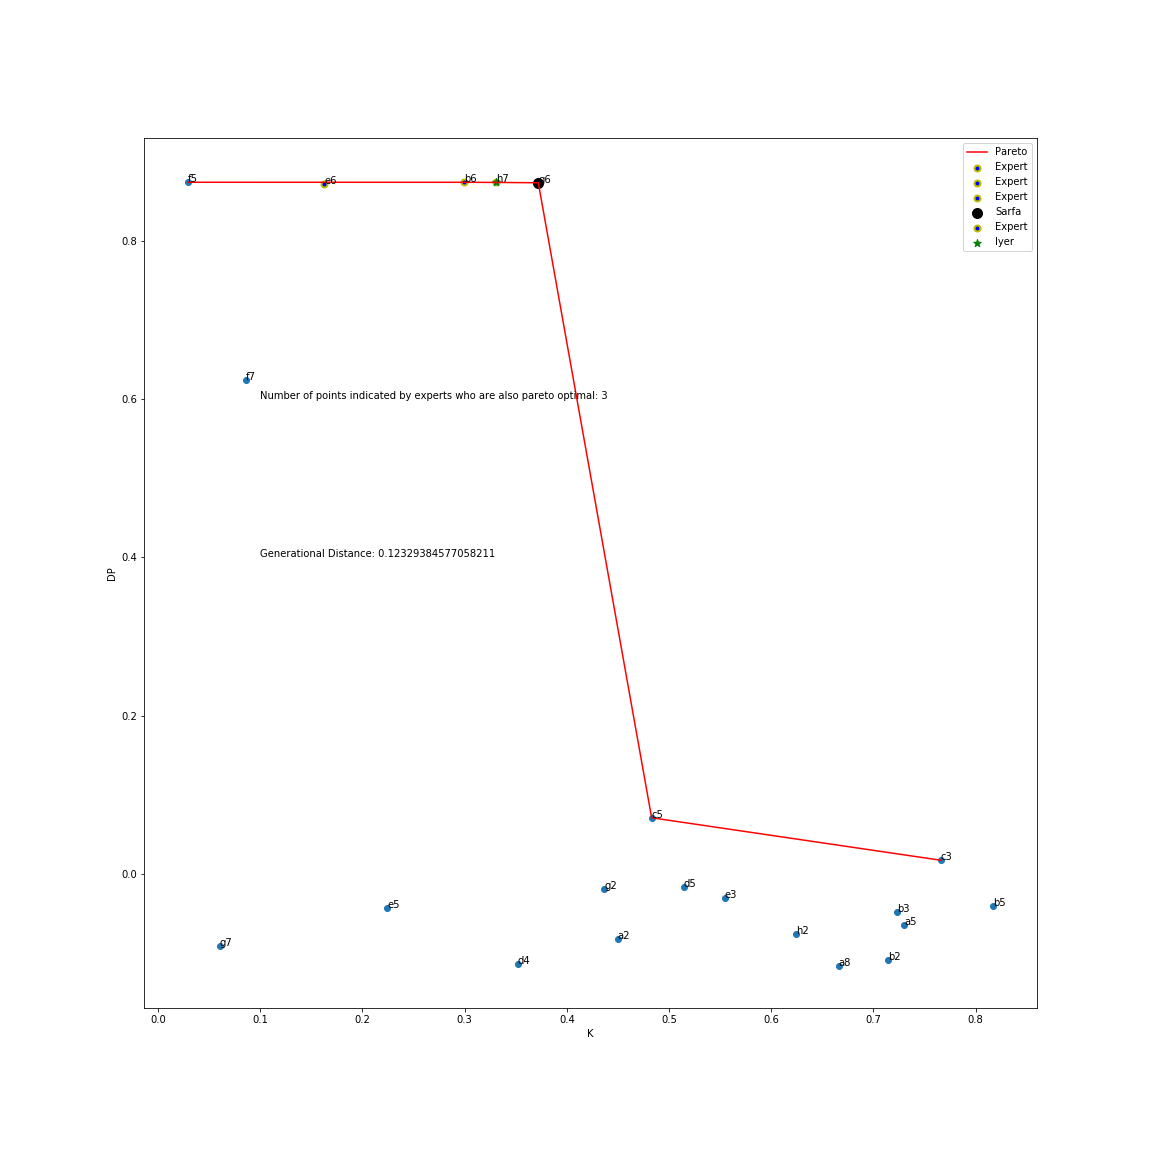 Pareto
Expert
Expert
Expert
Sarfa
Expert
Iyer
f5
e6
b6
h7
f7
Number of points indicated by experts who are also pareto optimal: 3
Generational Distance: 0.12329384577058211
c5
c3
g2
d5
e3
e5
b3
b5
a5
a2
h2
g7
d4
a8
b2
0.8
0.6
0.4
0.2
0.0
DP
0.0 0.1 0.2 0.3 0.4 0.5 0.6 0.7 0.8
K